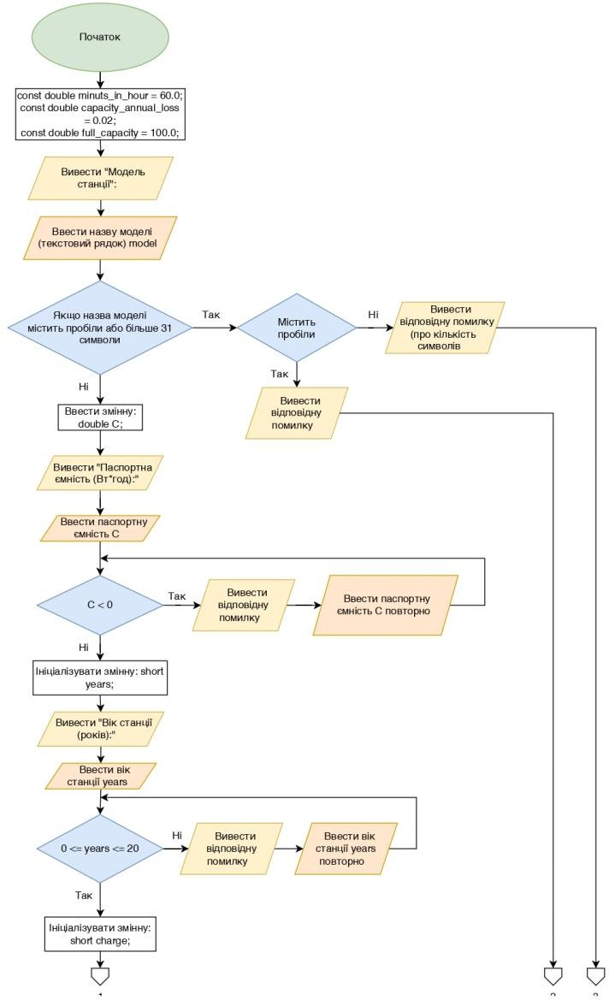 Початок
const double minuts_in_hour = 60.0;
const double capacity_annual_loss
= 0.02;
const double full_capacity = 100.0;
Вивести "Модель
станції":
Ввести назву моделі
(текстовий рядок) model
Якщо назва моделі
містить пробіли або більше 31
символи
Так
Містить
пробіли
Ні
Вивести
відповідну помилку
(про кількість
символів
Ні
Так
Вивести
відповідну
помилку
Ввести змінну:
double C;
Вивести "Паспортна
ємність (Вт*год):"
Ввести паспортну
ємність C
C < 0
Так
Вивести
відповідну
помилку
Ввести паспортну
ємність C повторно
Ні
Ініціалізувати змінну: short
years;
Вивести "Вік станції
(років):"
Ввести вік
станції years
0 <= years <= 20
Ні
Вивести
відповідну
помилку
Ввести вік
станції years
повторно
Так
Ініціалізувати змінну:
short charge;